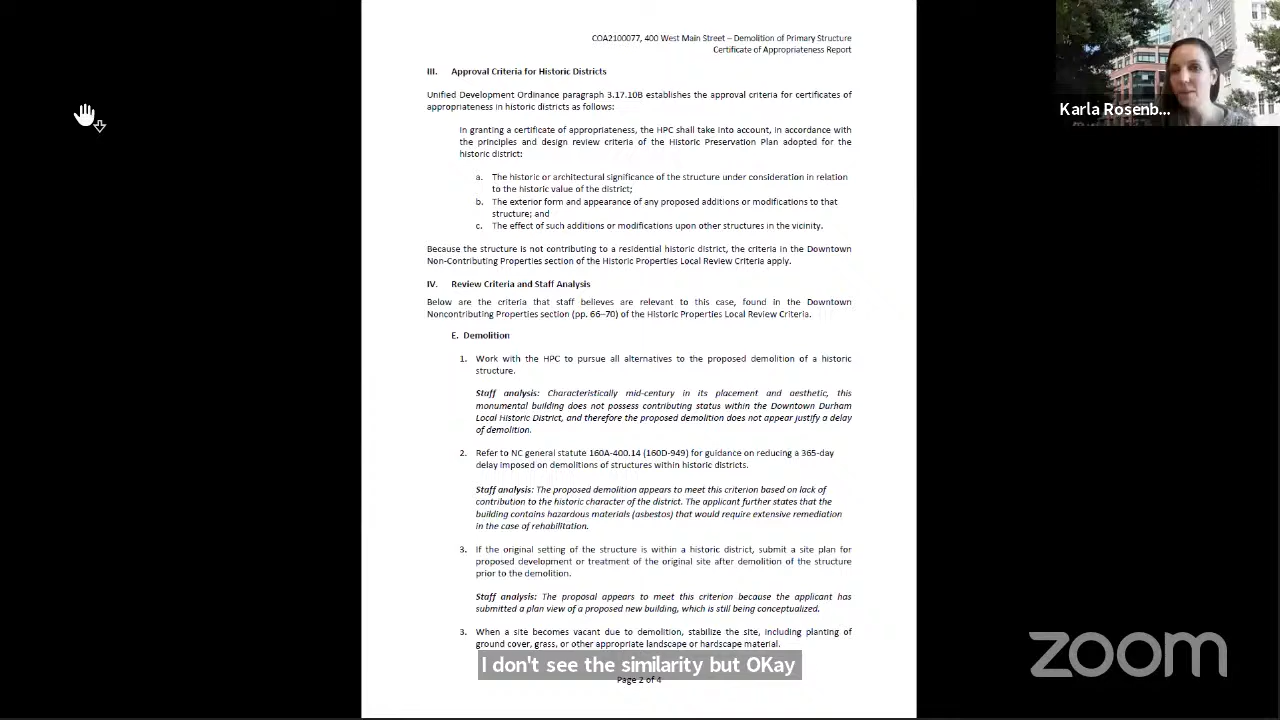 COA2100077, 400 West Main Street – Demolition of Primary Structure
Certificate of Appropriateness Report
III. Approval Criteria for Historic Districts
Unified Development Ordinance paragraph 3.17.10B establishes the approval criteria for certificates of
appropriateness in historic districts as follows:
In granting a certificate of appropriateness, the HPC shall take into account, in accordance with
the principles and design review criteria of the Historic Preservation Plan adopted for the
historic district:
a. The historic or architectural significance of the structure under consideration in relation
to the historic value of the district;
b. The exterior form and appearance of any proposed additions or modifications to that
structure; and
c. The effect of such additions or modifications upon other structures in the vicinity.
Because the structure is not contributing to a residential historic district, the criteria in the Downtown
Non-Contributing Properties section of the Historic Properties Local Review Criteria apply.
IV. Review Criteria and Staff Analysis
Below are the criteria that staff believes are relevant to this case, found in the Downtown
Noncontributing Properties section (pp. 66–70) of the Historic Properties Local Review Criteria.
E. Demolition
1. Work with the HPC to pursue all alternatives to the proposed demolition of a historic
structure.
Staff analysis: Characteristically mid-century in its placement and aesthetic, this
monumental building does not possess contributing status within the Downtown Durham
Local Historic District, and therefore the proposed demolition does not appear justify a delay
of demolition.
2. Refer to NC general statute 160A-400.14 (160D-949) for guidance on reducing a 365-day
delay imposed on demolitions of structures within historic districts.
Staff analysis: The proposed demolition appears to meet this criterion based on lack of
contribution to the historic character of the district. The applicant further states that the
building contains hazardous materials (asbestos) that would require extensive remediation
in the case of rehabilitation.
3. If the original setting of the structure is within a historic district, submit a site plan for
proposed development or treatment of the original site after demolition of the structure
prior to the demolition.
Staff analysis: The proposal appears to meet this criterion because the applicant has
submitted a plan view of a proposed new building, which is still being conceptualized.
3. When a site becomes vacant due to demolition, stabilize the site, including planting of
ground cover, grass, or other appropriate landscape or hardscape material.
I don't see the similarity but OKay
Page 2 of 4
Karla Rosenb...
zoom